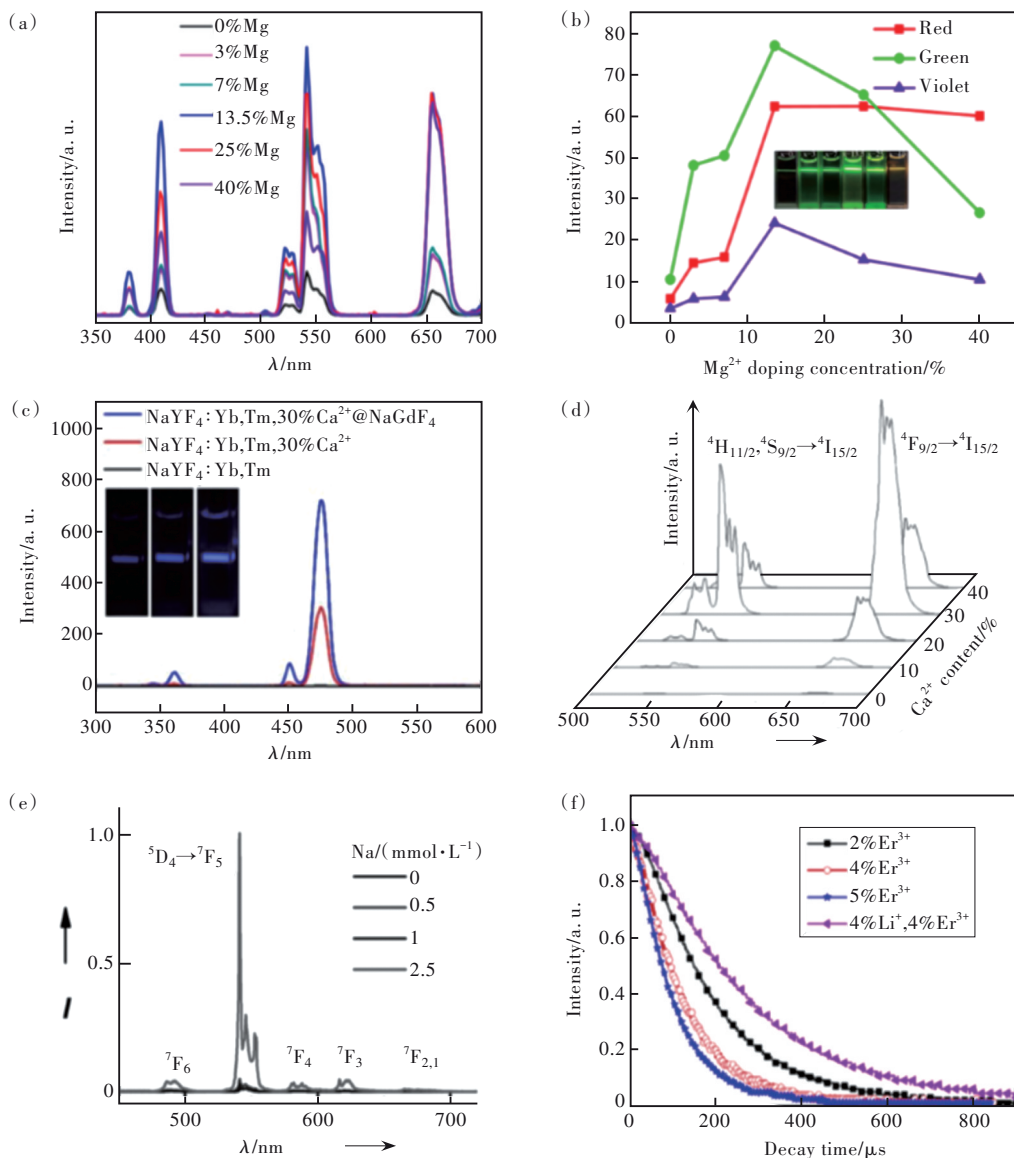 (a)
0%Mg
3%Mg
7%Mg
13.5%Mg
25%Mg
40%Mg
Intensity/a. u.
350 400 450 500 550 600 650 700
λ/nm
(b)
Red
Green
Violet
80
70
60
50
40
30
20
10
0
Intensity/a. u.
0 10 20 30 40
Mg²⁺ doping concentration/%
(c)
NaYF₄:Yb,Tm,30%Ca²⁺@NaGdF₄
NaYF₄:Yb,Tm,30%Ca²⁺
NaYF₄:Yb,Tm
1000
800
600
400
200
0
Intensity/a. u.
300 350 400 450 500 550 600
λ/nm
(d)
Intensity/a. u.
⁴H₁₁/₂,⁴S₉/₂→⁴I₁₅/₂
⁴F₉/₂→⁴I₁₅/₂
40
30
20
10
0
Ca²⁺ content/%
500 550 600 650 700
λ/nm
(e)
1.0
0.5
0
I
⁵D₄→⁷F₅
Na/(mmol·L⁻¹)
0
0.5
1
2.5
⁷F₆
⁷F₄
⁷F₃
⁷F₂,₁
500 600 700
λ/nm
(f)
2%Er³⁺
4%Er³⁺
5%Er³⁺
4%Li⁺,4%Er³⁺
1.0
0.8
0.6
0.4
0.2
0
Intensity/a. u.
0 200 400 600 800
Decay time/μs